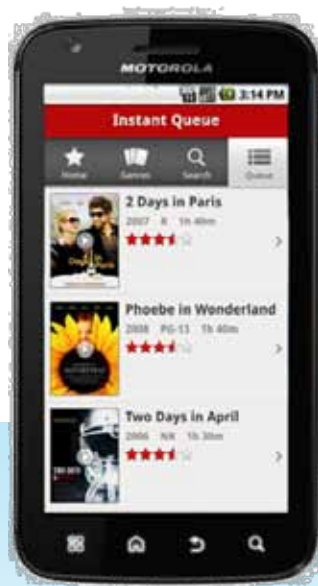 MOTOROLA
3:14 PM
Instant Queue
Home
Genres
Search
Queue
2 Days in Paris
2007 R 1h 40m
Phoebe in Wonderland
2008 PG-13 1h 40m
Two Days in April
2006 NR 1h 30m